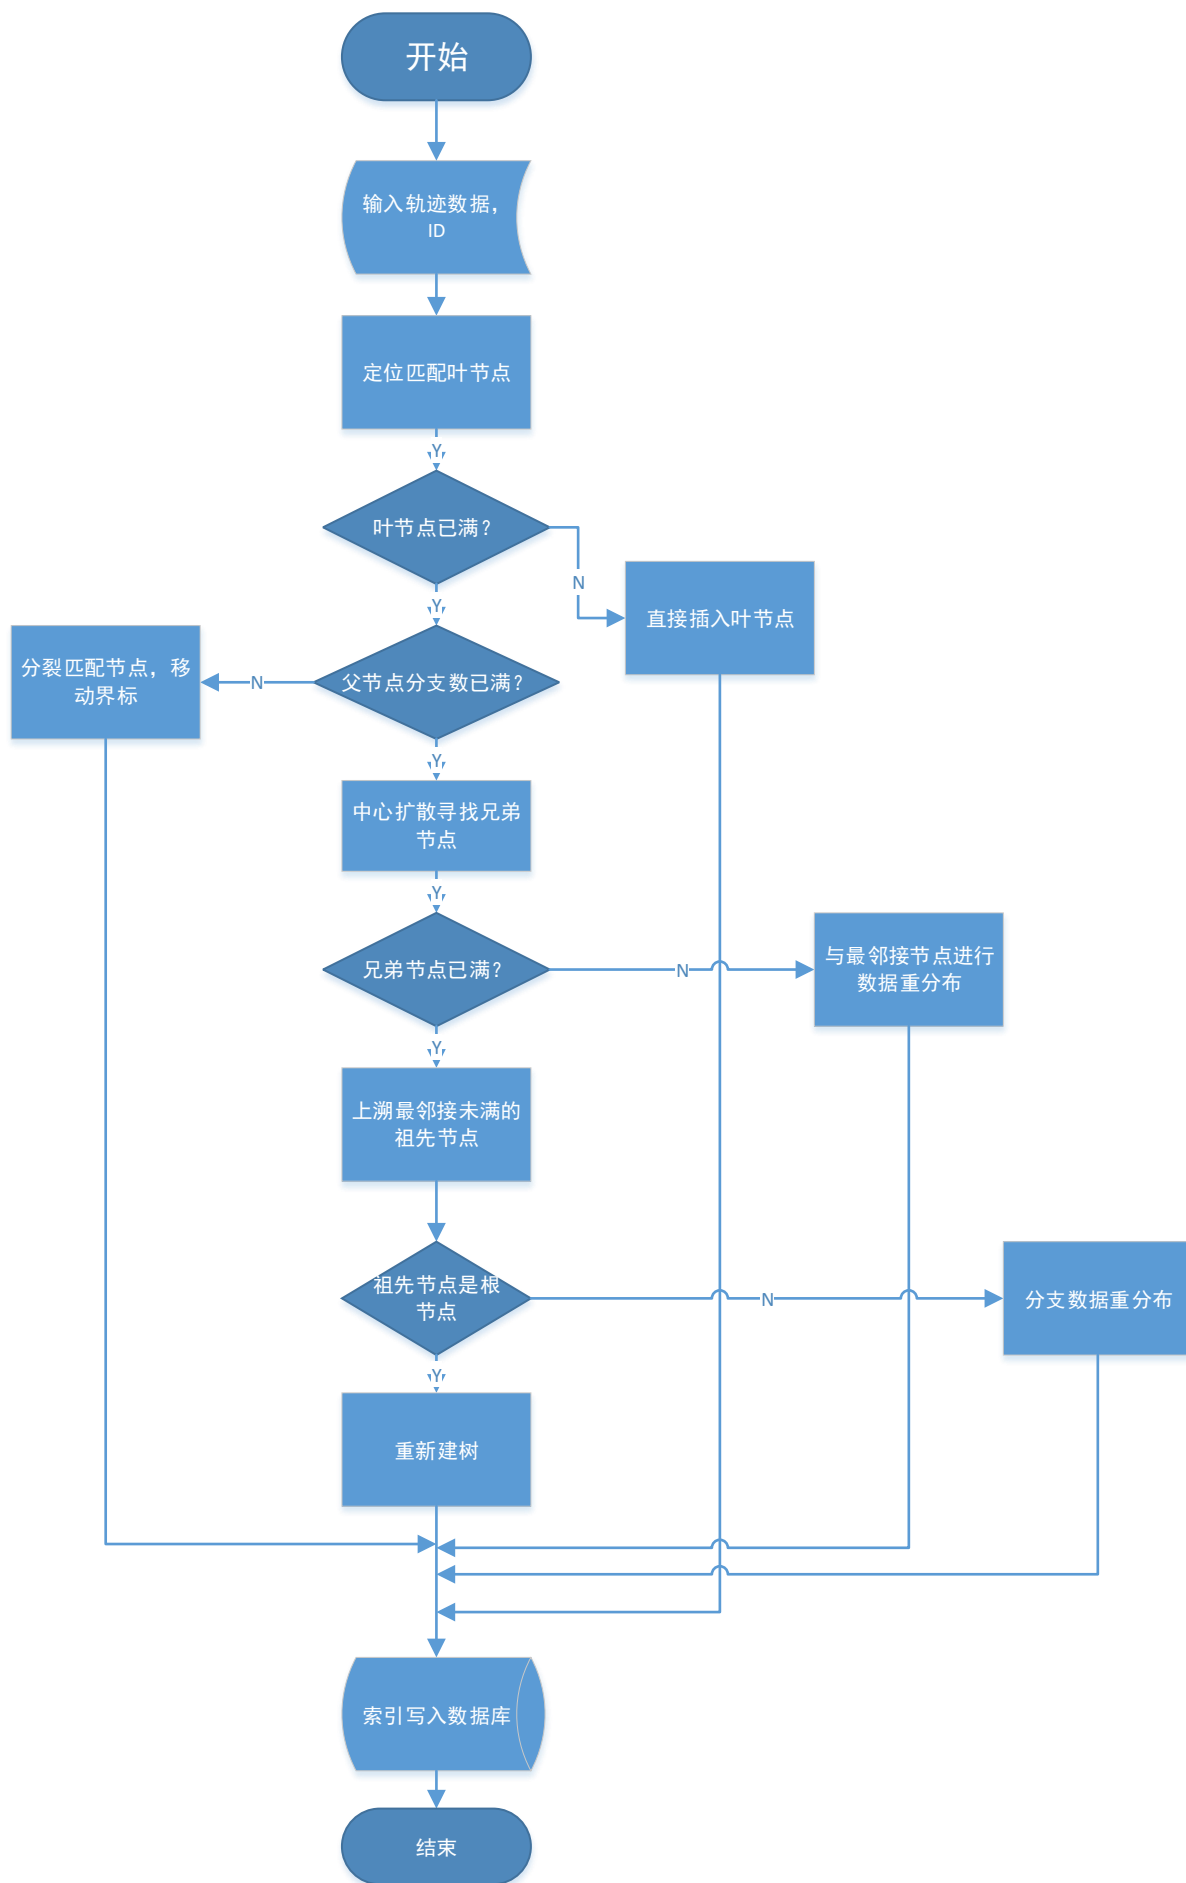 开始
输入轨迹数据，
ID
定位匹配叶节点
Y
叶节点已满？
N
Y
直接插入叶节点
分裂匹配节点，移
动界标
N
父节点分支数已满？
Y
中心扩散寻找兄弟
节点
Y
兄弟节点已满？
N
与最邻接节点进行
数据重分布
Y
上溯最邻接未满的
祖先节点
祖先节点是根
节点
N
分支数据重分布
Y
重新建树
索引写入数据库
结束